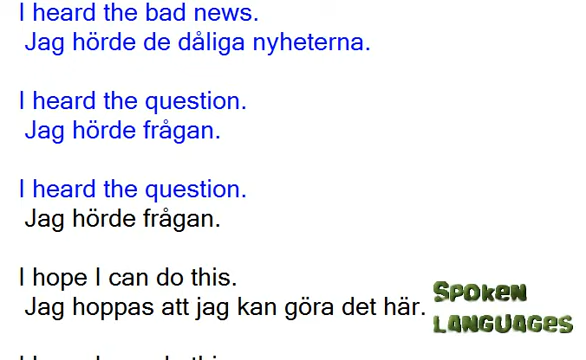 I heard the bad news.
Jag hörde de dåliga nyheterna.
I heard the question.
Jag hörde frågan.
I heard the question.
Jag hörde frågan.
I hope I can do this.
Jag hoppas att jag kan göra det här.
Spoken
Languages